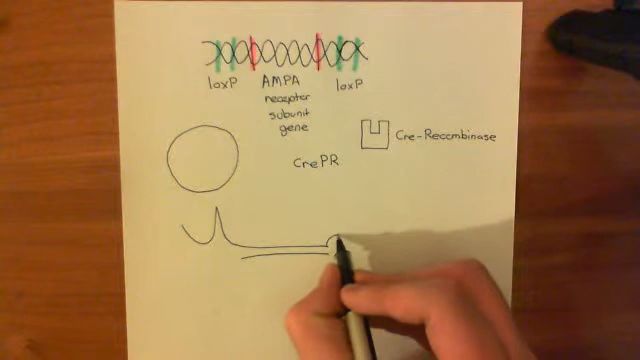 loxP AMPA loxP
receptor
subunit
gene
Cre-Recombinase
CrePR